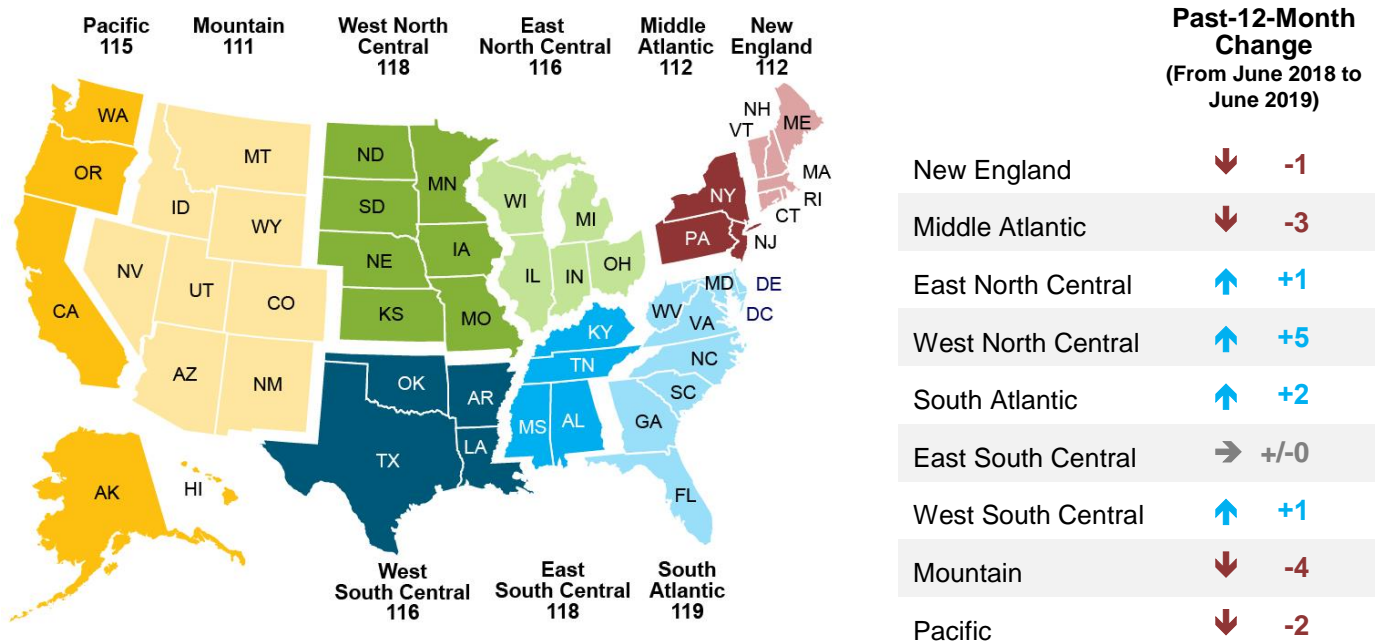 Pacific
115
Mountain
111
West North
Central
118
East
North Central
116
Middle
Atlantic
112
New
England
112
WA
OR
CA
AK
HI
MT
ID
WY
NV
UT
CO
AZ
NM
ND
SD
NE
KS
MN
IA
MO
WI
MI
IL
IN
OH
NY
PA
NJ
NH
VT
ME
MA
RI
CT
OK
TX
AR
LA
KY
TN
MS
AL
MD
DE
DC
WV
VA
NC
SC
GA
FL
West
South Central
116
East
South Central
118
South
Atlantic
119
Past-12-Month
Change
(From June 2018 to
June 2019)
New England -1
Middle Atlantic -3
East North Central +1
West North Central +5
South Atlantic +2
East South Central +/-0
West South Central +1
Mountain -4
Pacific -2